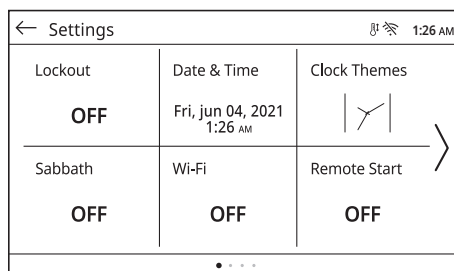 ← Settings 1:26 AM
Lockout Date & Time Clock Themes
OFF Fri, jun 04, 2021
1:26 AM
Sabbath Wi-Fi Remote Start
OFF OFF OFF